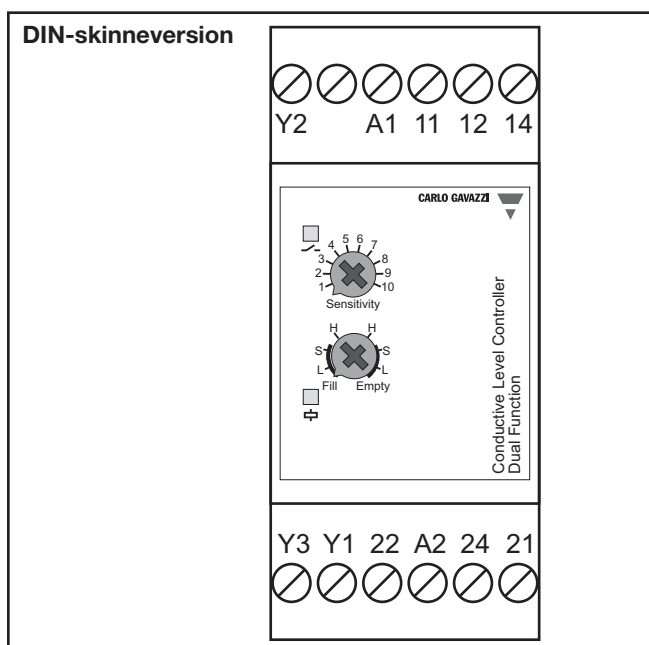 DIN-skinneversion
Y2 A1 11 12 14
CARLO GAVAZZI
1 2 3 4 5 6 7 8 9 10
Sensitivity
H H
S S
L L
Fill Empty
Conductive Level Controller
Dual Function
Y3 Y1 22 A2 24 21